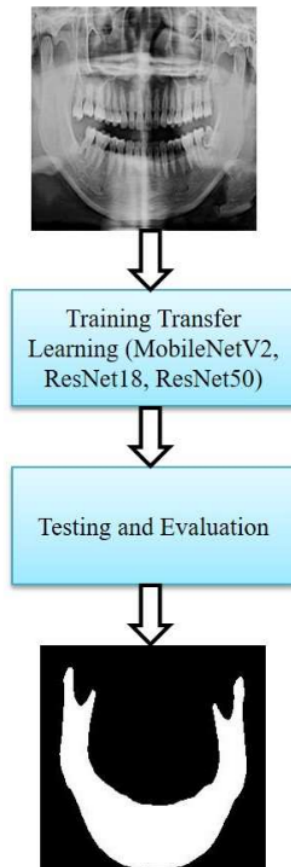 Training Transfer
Learning (MobileNetV2,
ResNet18, ResNet50)
Testing and Evaluation